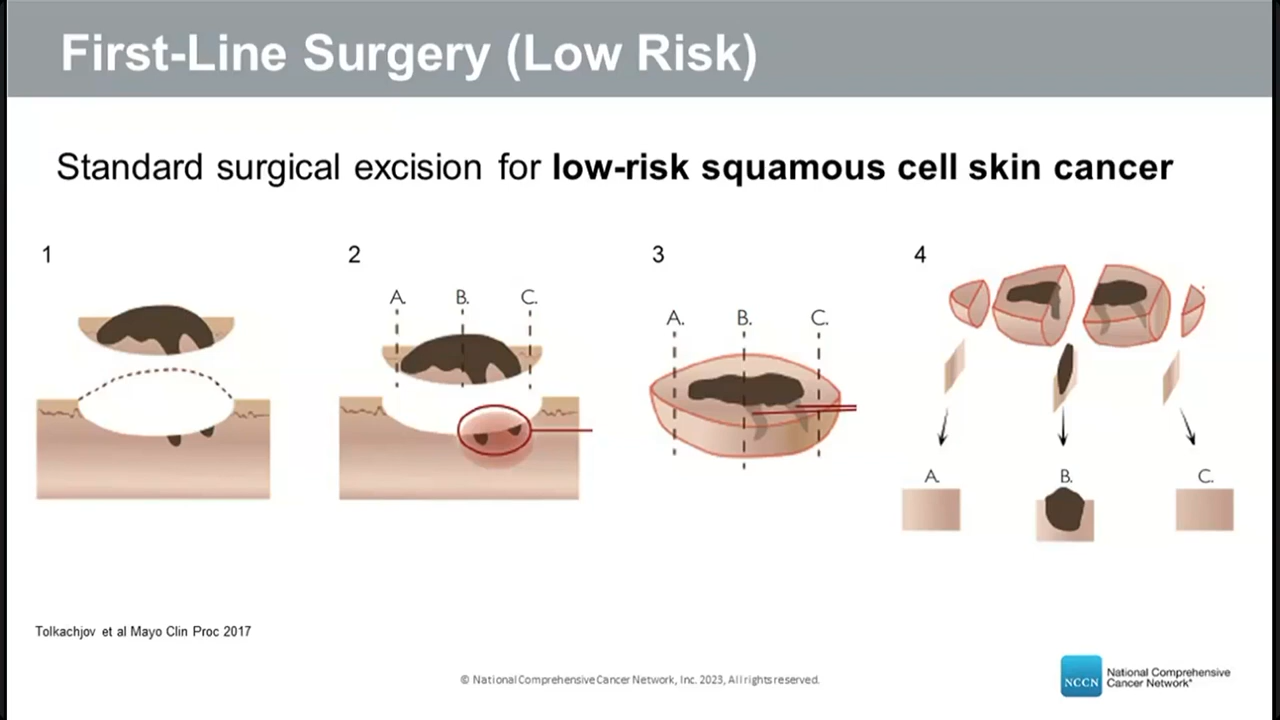 First-Line Surgery (Low Risk)
Standard surgical excision for low-risk squamous cell skin cancer
1
2
3
4
A. B. C.
A. B. C.
A. B. C.
Tolkachjov et al Mayo Clin Proc 2017
© National Comprehensive Cancer Network, Inc. 2023, All rights reserved.
NCCN
National Comprehensive
Cancer Network®